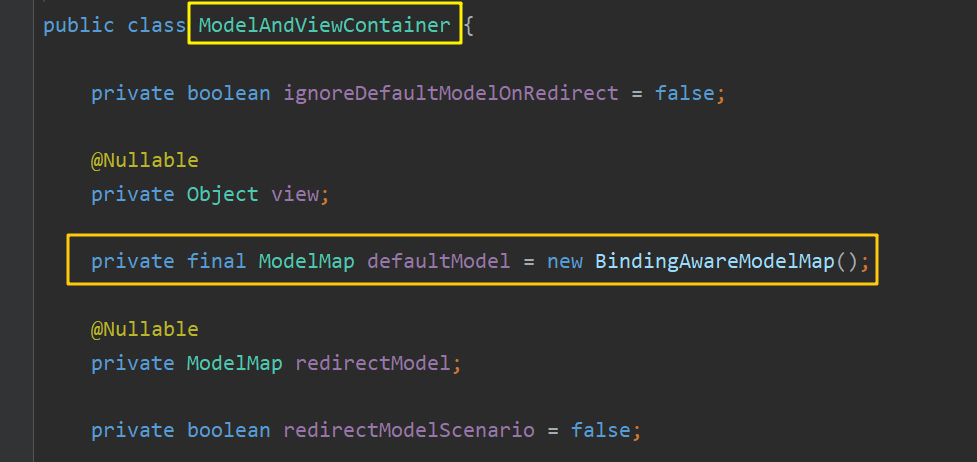 public class ModelAndViewContainer {
private boolean ignoreDefaultModelOnRedirect = false;
@Nullable
private Object view;
private final ModelMap defaultModel = new BindingAwareModelMap();
@Nullable
private ModelMap redirectModel;
private boolean redirectModelScenario = false;